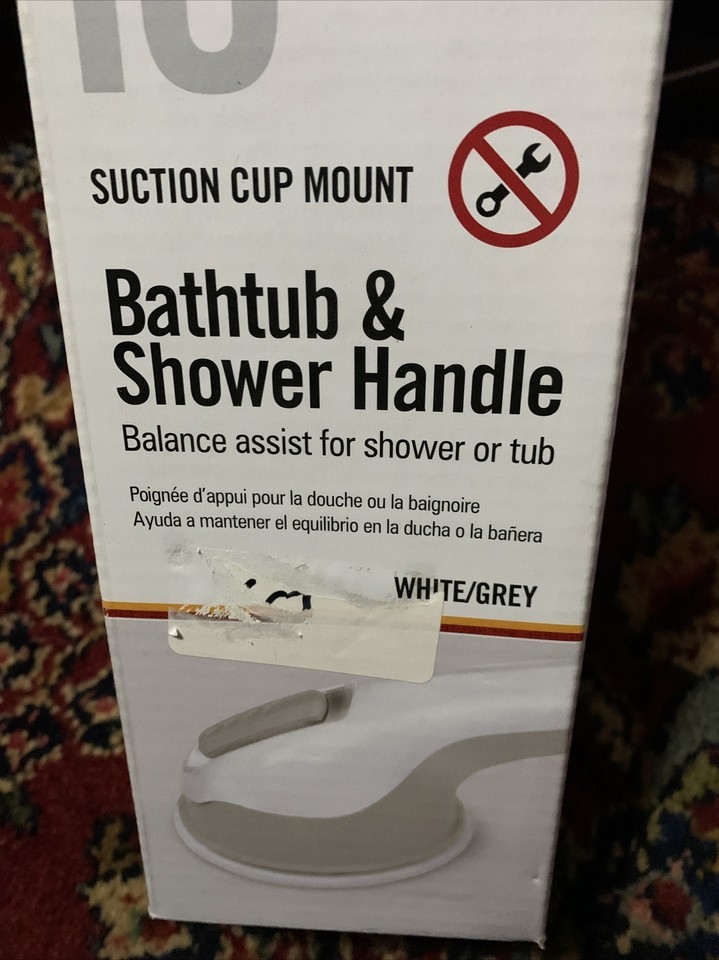 SUCTION CUP MOUNT
Bathtub &
Shower Handle
Balance assist for shower or tub
Poignée d'appui pour la douche ou la baignoire
Ayuda a mantener el equilibrio en la ducha o la bañera
WHITE/GREY